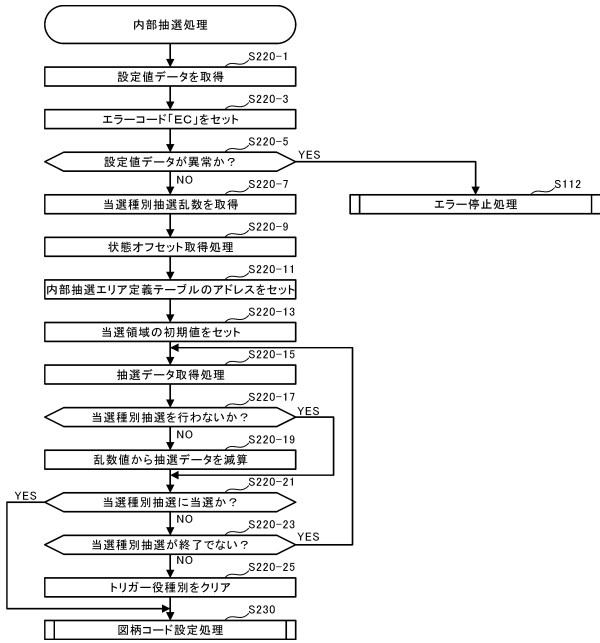 内部抽選処理
S220-1
設定値データを取得
S220-3
エラーコード「EC」をセット
S220-5
設定値データが異常か?
YES
NO
S220-7
当選種別抽選乱数を取得
S112
エラー停止処理
S220-9
状態オフセット取得処理
S220-11
内部抽選エリア定義テーブルのアドレスをセット
S220-13
当選領域の初期値をセット
S220-15
抽選データ取得処理
S220-17
当選種別抽選を行わないか?
YES
NO
S220-19
乱数値から抽選データを減算
S220-21
YES
当選種別抽選に当選か?
NO
S220-23
当選種別抽選が終了でない?
YES
NO
S220-25
トリガー役種別をクリア
S230
図柄コード設定処理